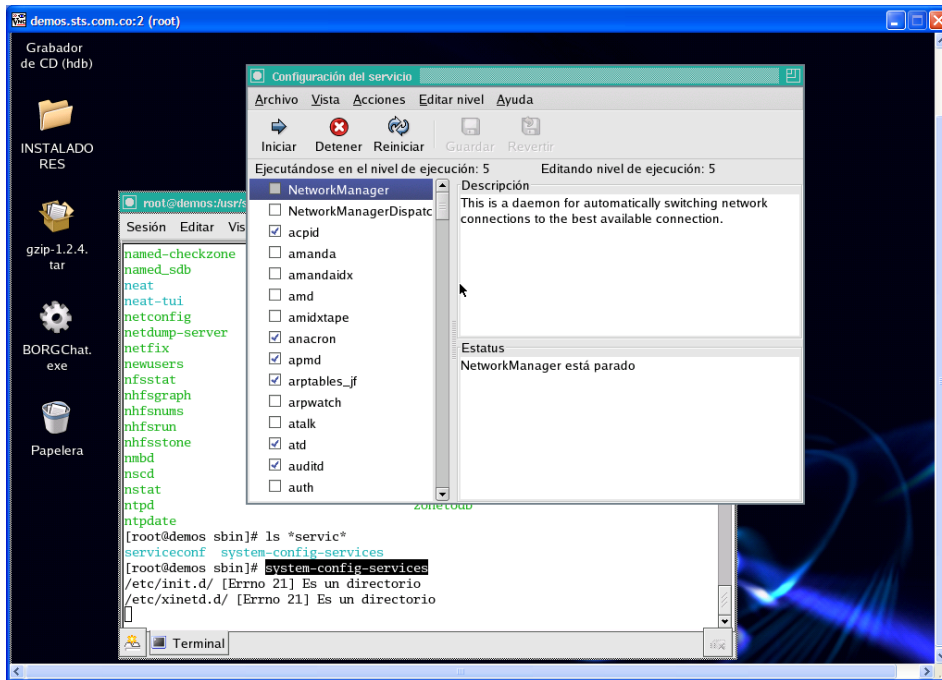 demos.sts.com.co:2 (root)
Grabador
de CD (hdb)
INSTALADO
RES
gzip-1.2.4.
tar
BORGChat.
exe
Papelera
Configuración del servicio
Archivo Vista Acciones Editar nivel Ayuda
Iniciar Detener Reiniciar Guardar Revertir
Ejecutándose en el nivel de ejecución: 5 Editando nivel de ejecución: 5
NetworkManager
NetworkManagerDispatc
acpid
amanda
amandaidx
amd
amidxtape
anacron
apmd
arptables_jf
arpwatch
atalk
atd
auditd
auth
Descripción
This is a daemon for automatically switching network
connections to the best available connection.
Estatus
NetworkManager está parado
root@demos:/usr/s
Sesión Editar Vis
named-checkzone
named_sdb
neat
neat-tui
netconfig
netdump-server
netfix
newusers
nfsstat
nhfsgraph
nhfsnums
nhfsrun
nhfsstone
nmbd
nscd
nstat
ntpd zonetodb
ntpdate
[root@demos sbin]# ls *servic*
serviceconf system-config-services
[root@demos sbin]# system-config-services
/etc/init.d/ [Errno 21] Es un directorio
/etc/xinetd.d/ [Errno 21] Es un directorio
Terminal